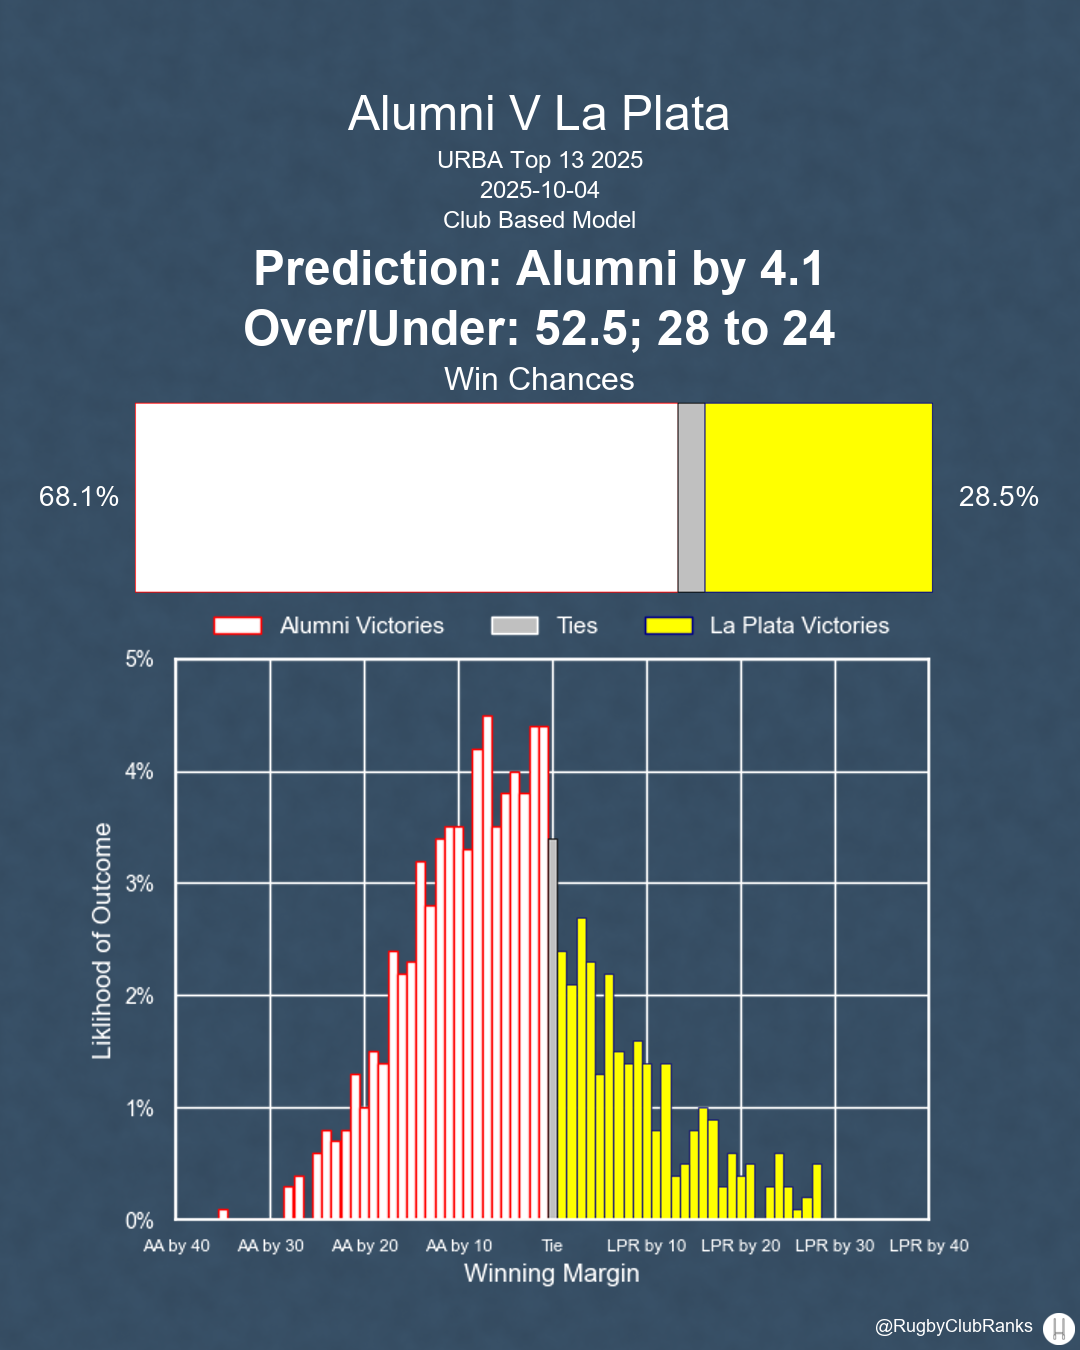 Alumni V La Plata
URBA Top 13 2025
2025-10-04
Club Based Model
Prediction: Alumni by 4.1
Over/Under: 52.5; 28 to 24
Win Chances
68.1%
28.5%
Alumni Victories
Ties
La Plata Victories
5%
4%
3%
2%
1%
0%
Liklihood of Outcome
AA by 40
AA by 30
AA by 20
AA by 10
Tie
LPR by 10
LPR by 20
LPR by 30
LPR by 40
Winning Margin
@RugbyClubRanks